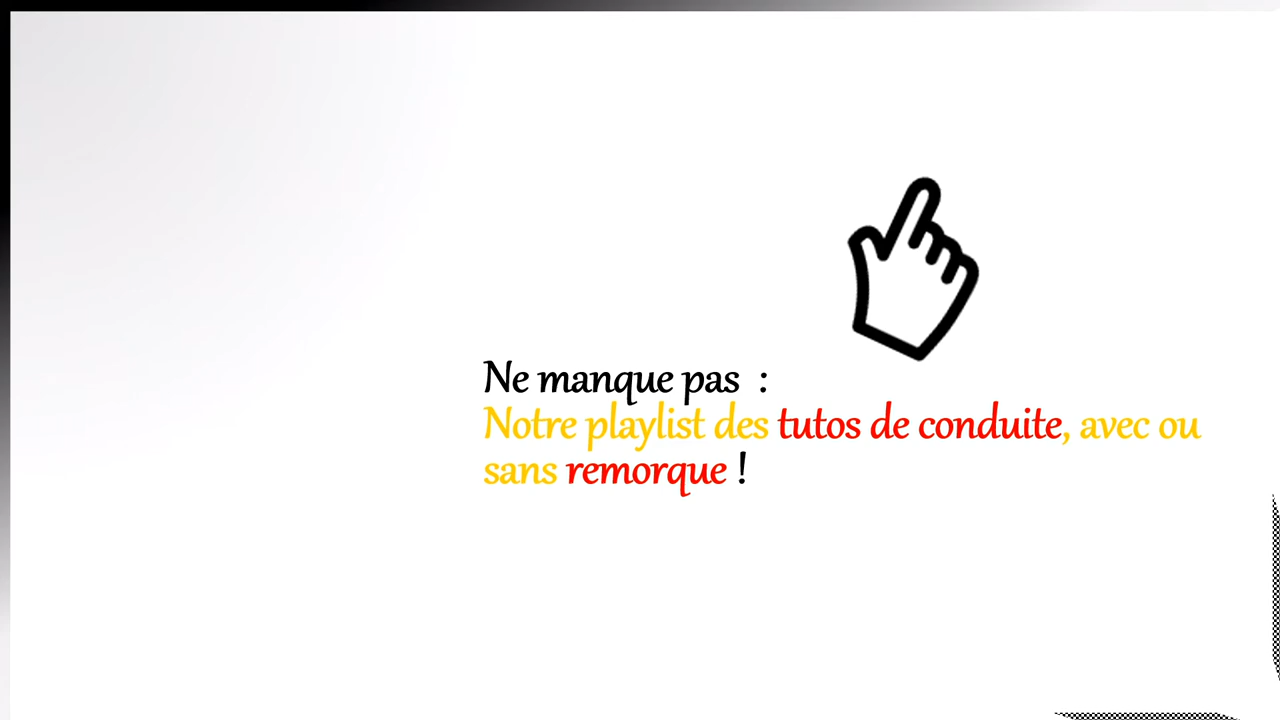 Ne manque pas :
Notre playlist des tutos de conduite, avec ou
sans remorque !